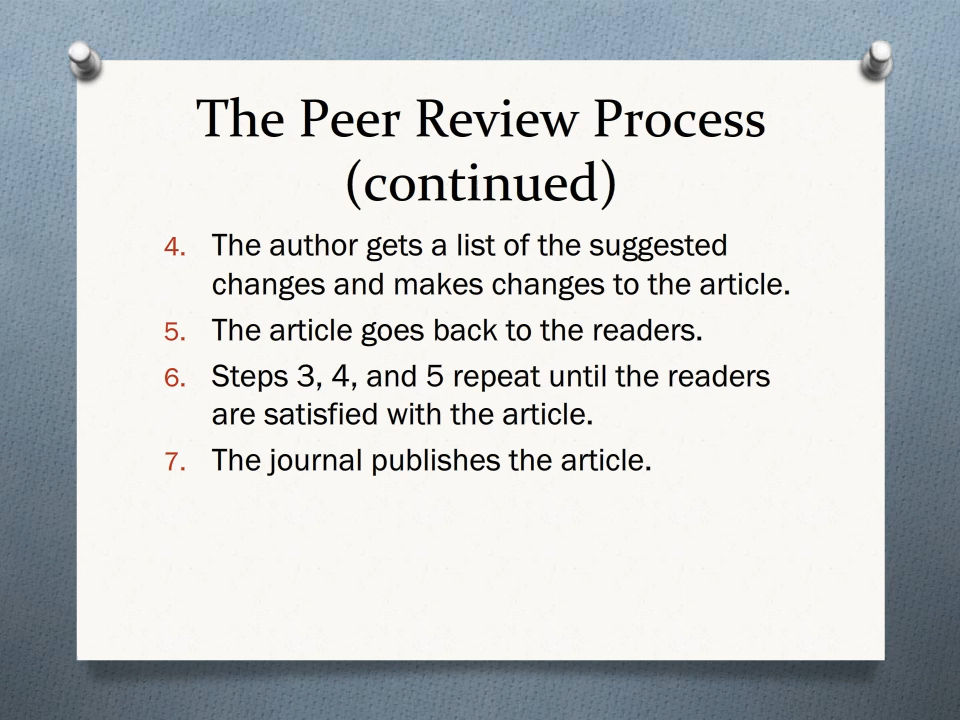 The Peer Review Process
(continued)
4. The author gets a list of the suggested
changes and makes changes to the article.
5. The article goes back to the readers.
6. Steps 3, 4, and 5 repeat until the readers
are satisfied with the article.
7. The journal publishes the article.